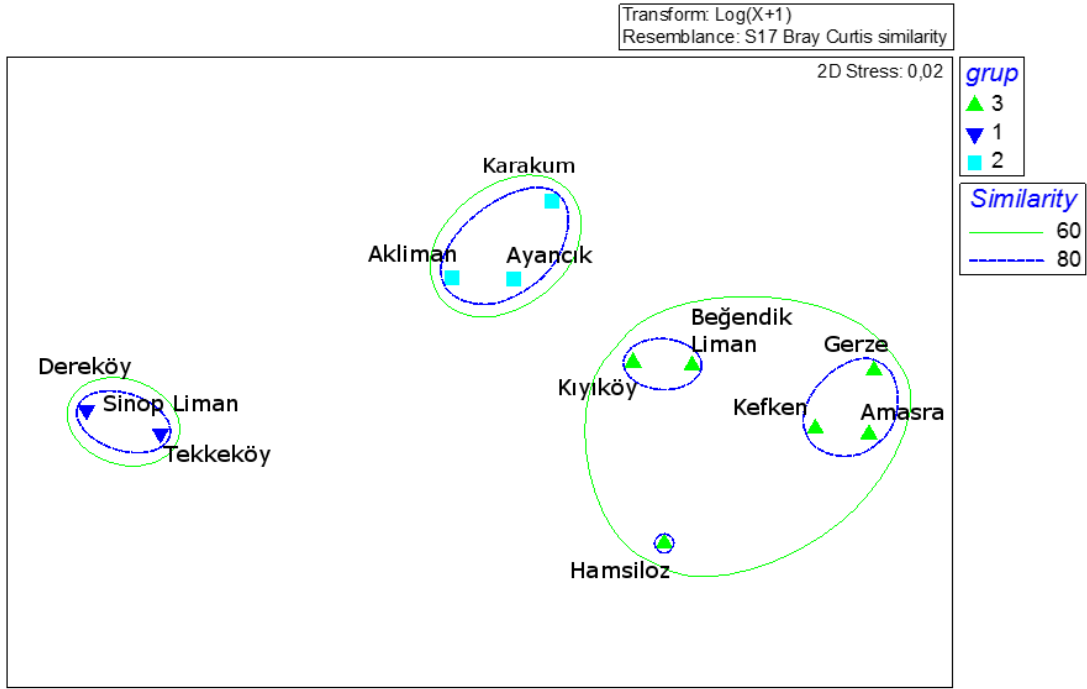 Transform: Log(X+1)
Resemblance: S17 Bray Curtis similarity
2D Stress: 0,02
grup
3
1
2
Similarity
60
80
Karakum
Akliman
Ayancık
Beğendik
Liman
Gerze
Kıyıköy
Kefken
Amasra
Dereköy
Sinop Liman
Tekkeköy
Hamsiloz